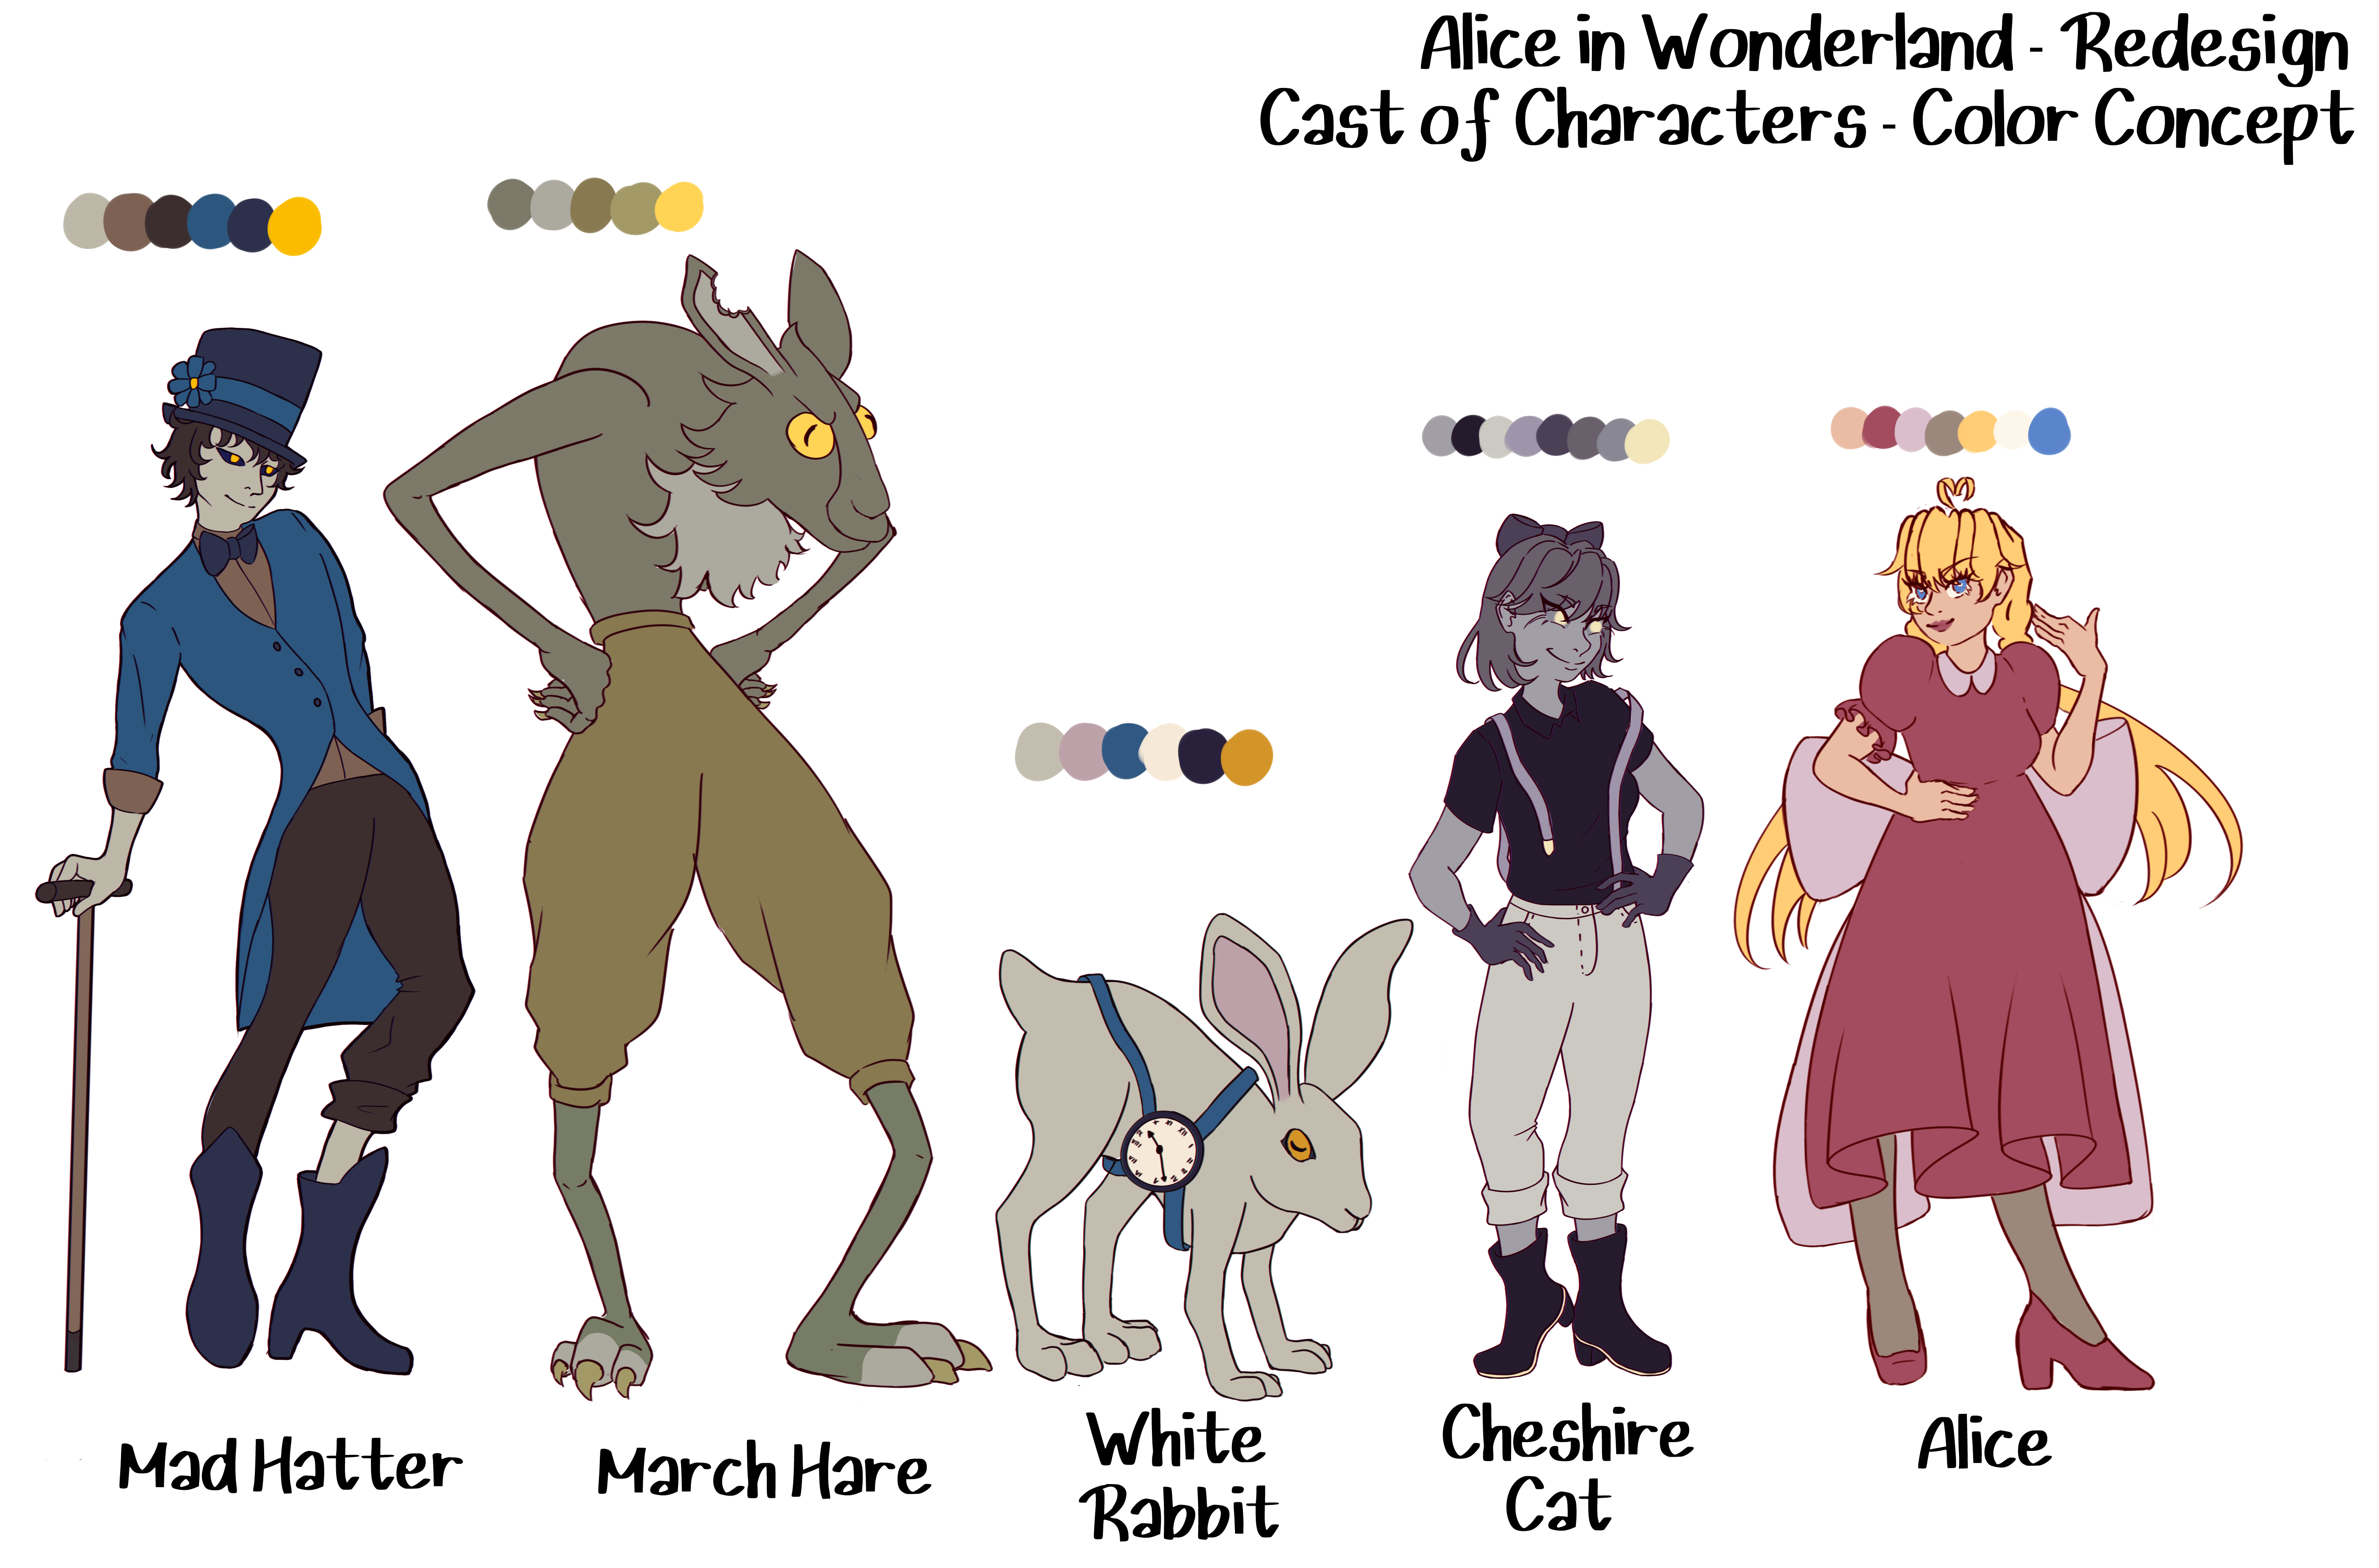 Alice in Wonderland - Redesign
Cast of Characters - Color Concept
Mad Hatter
March Hare
White
Rabbit
Cheshire
Cat
Alice